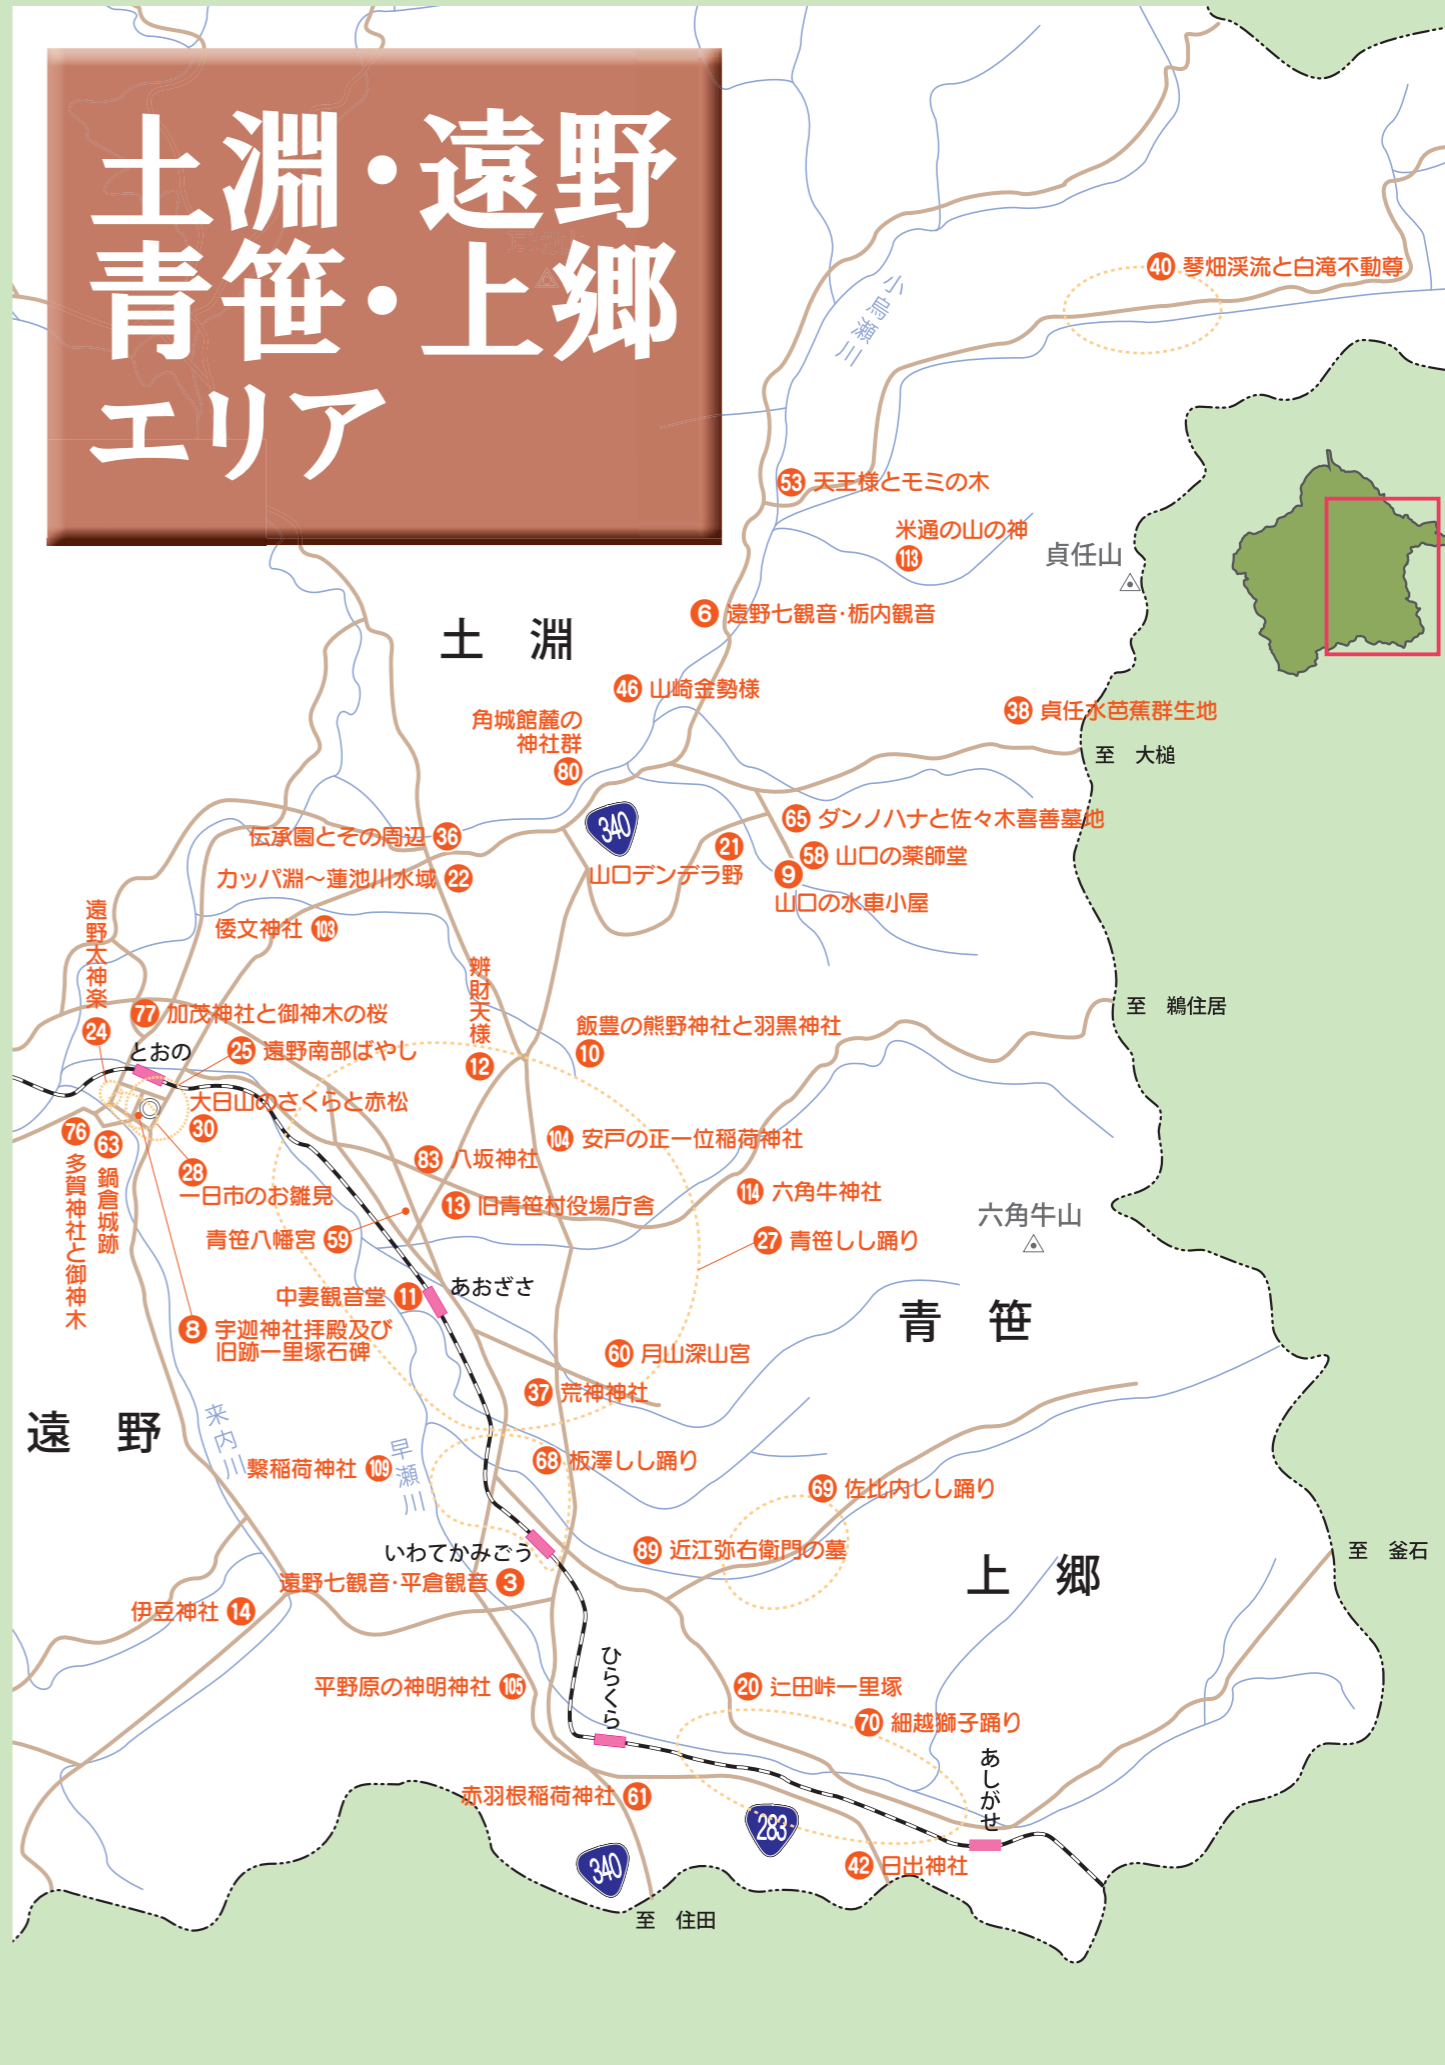 土淵・遠野
青笹・上郷
エリア
小烏瀬川
40 琴畑渓流と白滝不動尊
53 天王様とモミの木
米通の山の神
113
貞任山
6 遠野七観音・栃内観音
土 淵
46 山崎金勢様
38 貞任水芭蕉群生地
角城館麓の
神社群
80
至 大槌
340
65 ダンノハナと佐々木喜善墓地
伝承園とその周辺 36
21
山口デンデラ野
58 山口の薬師堂
9
山口の水車小屋
カッパ淵〜蓮池川水域 22
遠野太神楽
24
倭文神社 103
辨財天様
12
77 加茂神社と御神木の桜
とおの
25 遠野南部ばやし
飯豊の熊野神社と羽黒神社
10
至 鵜住居
大日山のさくらと赤松
30
76
多賀神社と御神木
63
鍋倉城跡
28
一日市のお雛見
83 八坂神社
104 安戸の正一位稲荷神社
13 旧青笹村役場庁舎
114 六角牛神社
六角牛山
青笹八幡宮 59
27 青笹しし踊り
中妻観音堂 11
あおざさ
8 宇迦神社拝殿及び
旧跡一里塚石碑
青 笹
60 月山深山宮
37 荒神神社
遠 野
来内川
早瀬川
繋稲荷神社 109
68 板澤しし踊り
69 佐比内しし踊り
いわてかみごう
89 近江弥右衛門の墓
上 郷
至 釜石
遠野七観音・平倉観音 3
伊豆神社 14
ひらくら
平野原の神明神社 105
20 辷田峠一里塚
70 細越獅子踊り
あしがせ
赤羽根稲荷神社 61
283
340
42 日出神社
至 住田